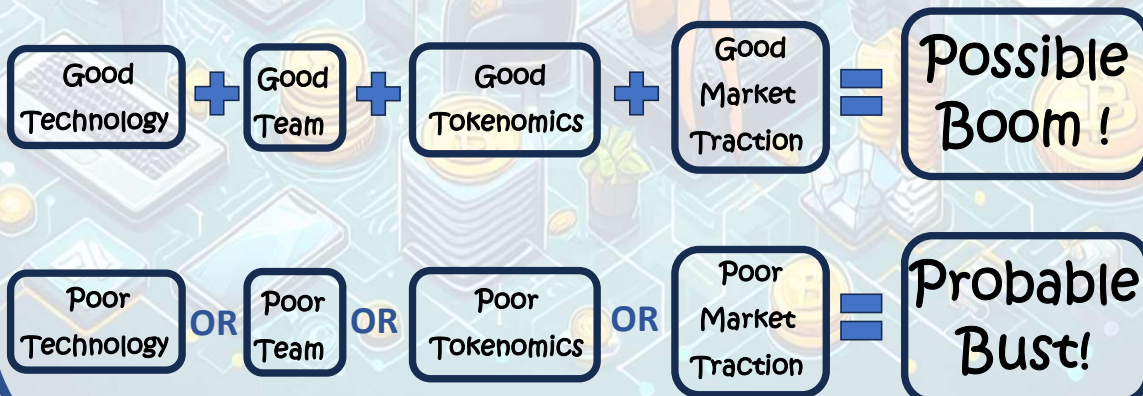 Good
Technology
+
Good
Team
+
Good
Tokenomics
+
Good
Market
Traction
=
Possible
Boom !
Poor
Technology
OR
Poor
Team
OR
Poor
Tokenomics
OR
Poor
Market
Traction
=
Probable
Bust!